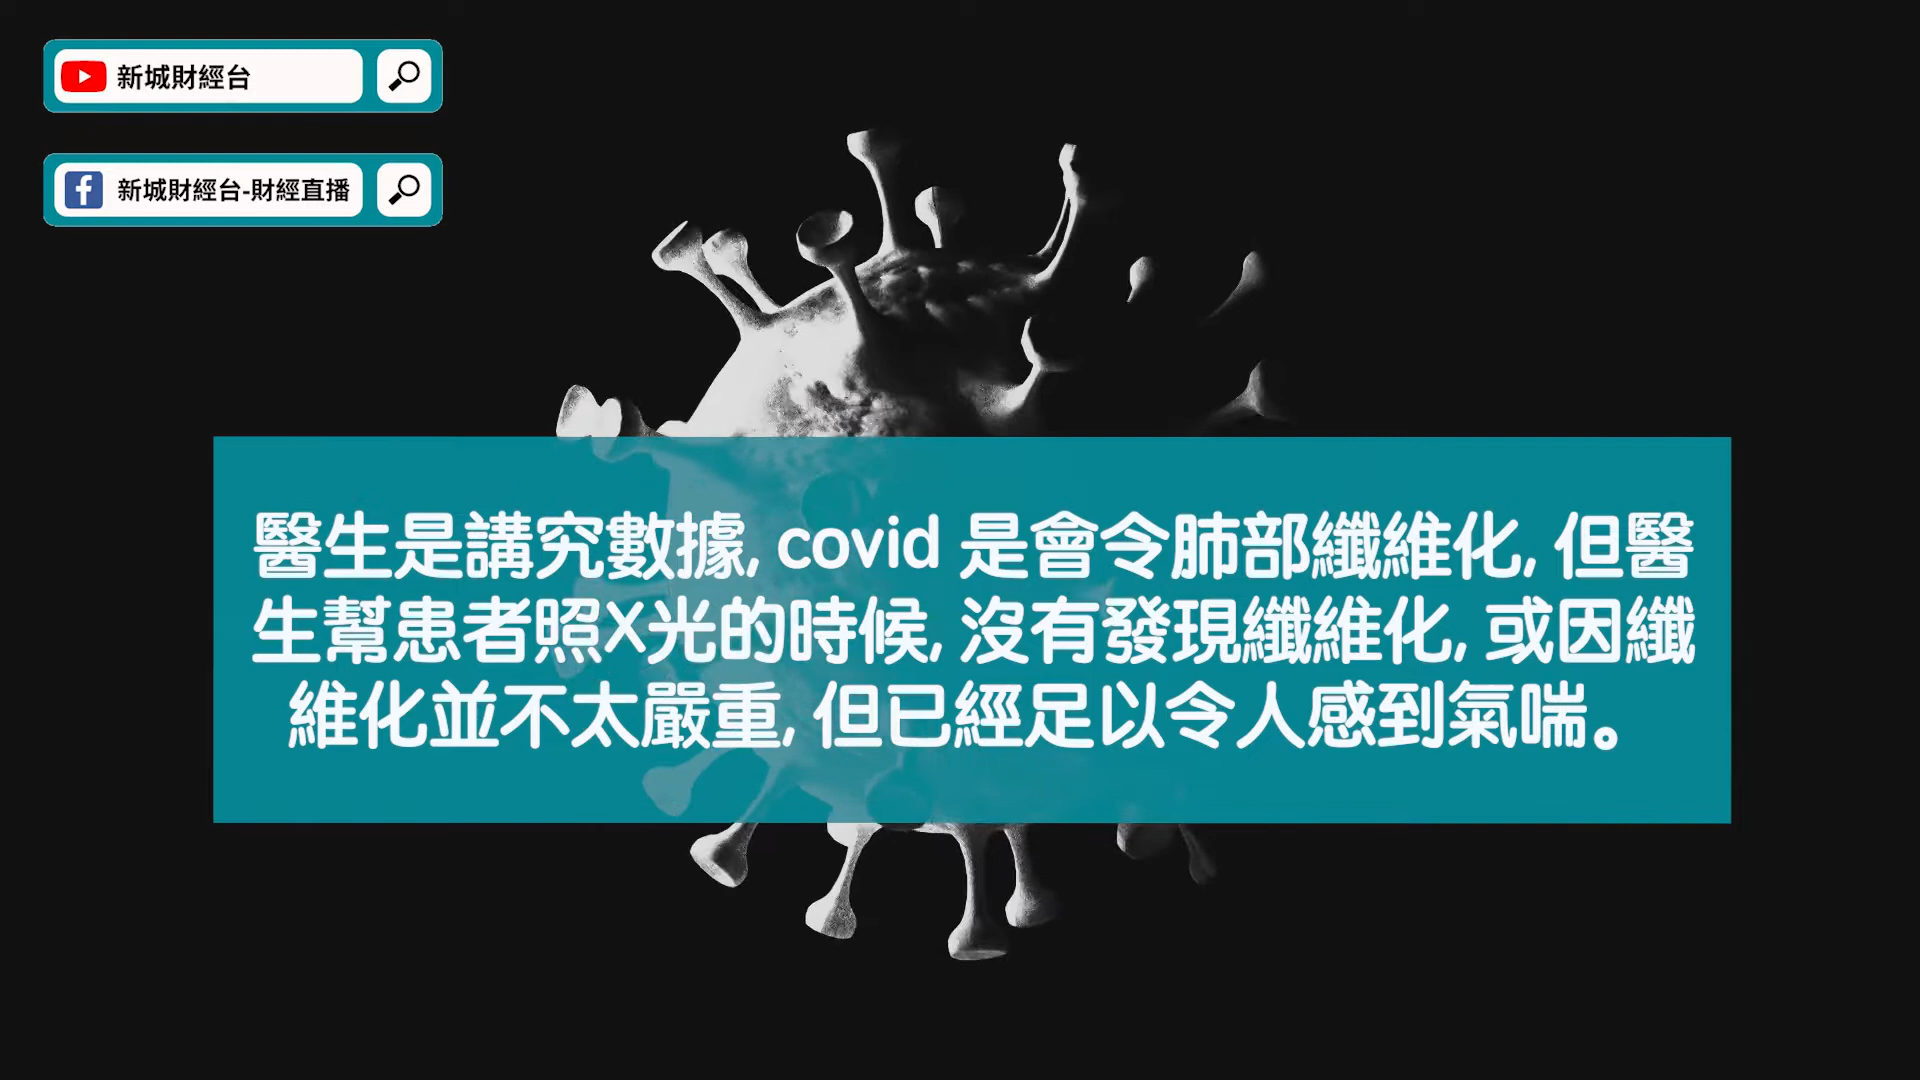 新城財經台
新城財經台-財經直播
醫生是講究數據, covid 是會令肺部纖維化, 但醫
生幫患者照X光的時候, 沒有發現纖維化, 或因纖
維化並不太嚴重, 但已經足以令人感到氣喘。